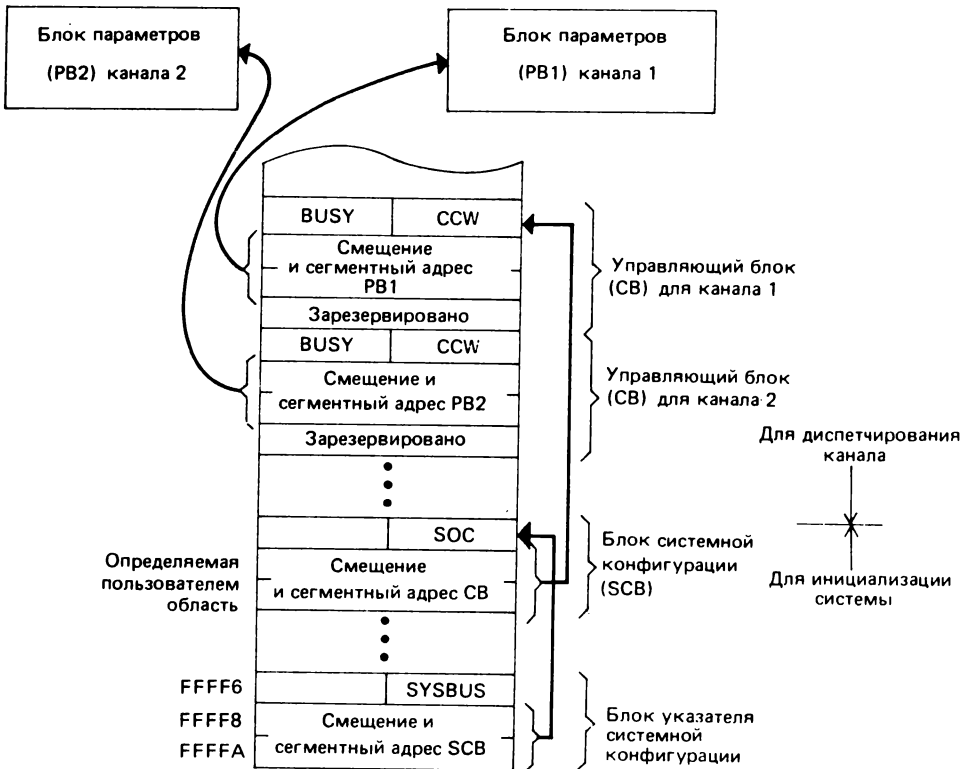 Блок параметров
(PB2) канала 2
Блок параметров
(PB1) канала 1
BUSY CCW
Смещение
и сегментный адрес
PB1
Зарезервировано
Управляющий блок
(CB) для канала 1
BUSY CCW
Смещение и
сегментный адрес PB2
Зарезервировано
Управляющий блок
(CB) для канала 2
Для диспетчирования
канала
SOC
Смещение
и сегментный адрес CB
Определяемая
пользователем
область
Блок системной
конфигурации
(SCB)
Для инициализации
системы
FFFF6 SYSBUS
FFFF8 Смещение и
FFFFA сегментный адрес SCB
Блок указателя
системной
конфигурации